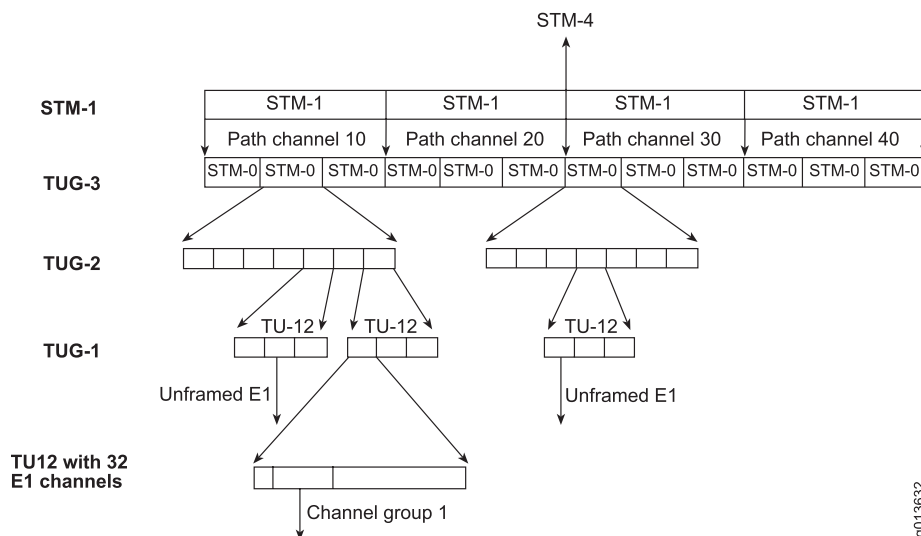 STM-4
STM-1 STM-1 STM-1 STM-1 STM-1
Path channel 10 Path channel 20 Path channel 30 Path channel 40
TUG-3 STM-0 STM-0 STM-0 STM-0 STM-0 STM-0 STM-0 STM-0 STM-0 STM-0 STM-0 STM-0
TUG-2
TU-12 TU-12 TU-12
TUG-1
Unframed E1 Unframed E1
TU12 with 32
E1 channels
Channel group 1
g013632